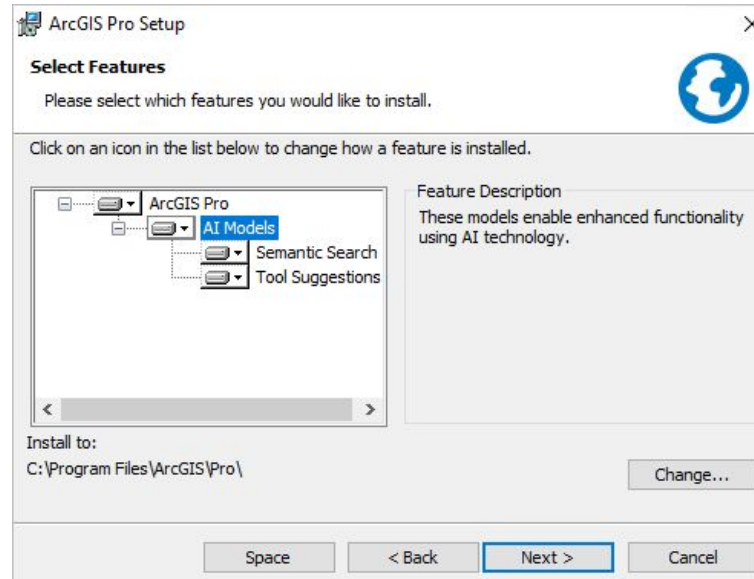 ArcGIS Pro Setup
Select Features
Please select which features you would like to install.
Click on an icon in the list below to change how a feature is installed.
ArcGIS Pro
AI Models
Semantic Search
Tool Suggestions
Feature Description
These models enable enhanced functionality
using AI technology.
Install to:
C:\Program Files\ArcGIS\Pro\
Change...
Space
< Back
Next >
Cancel